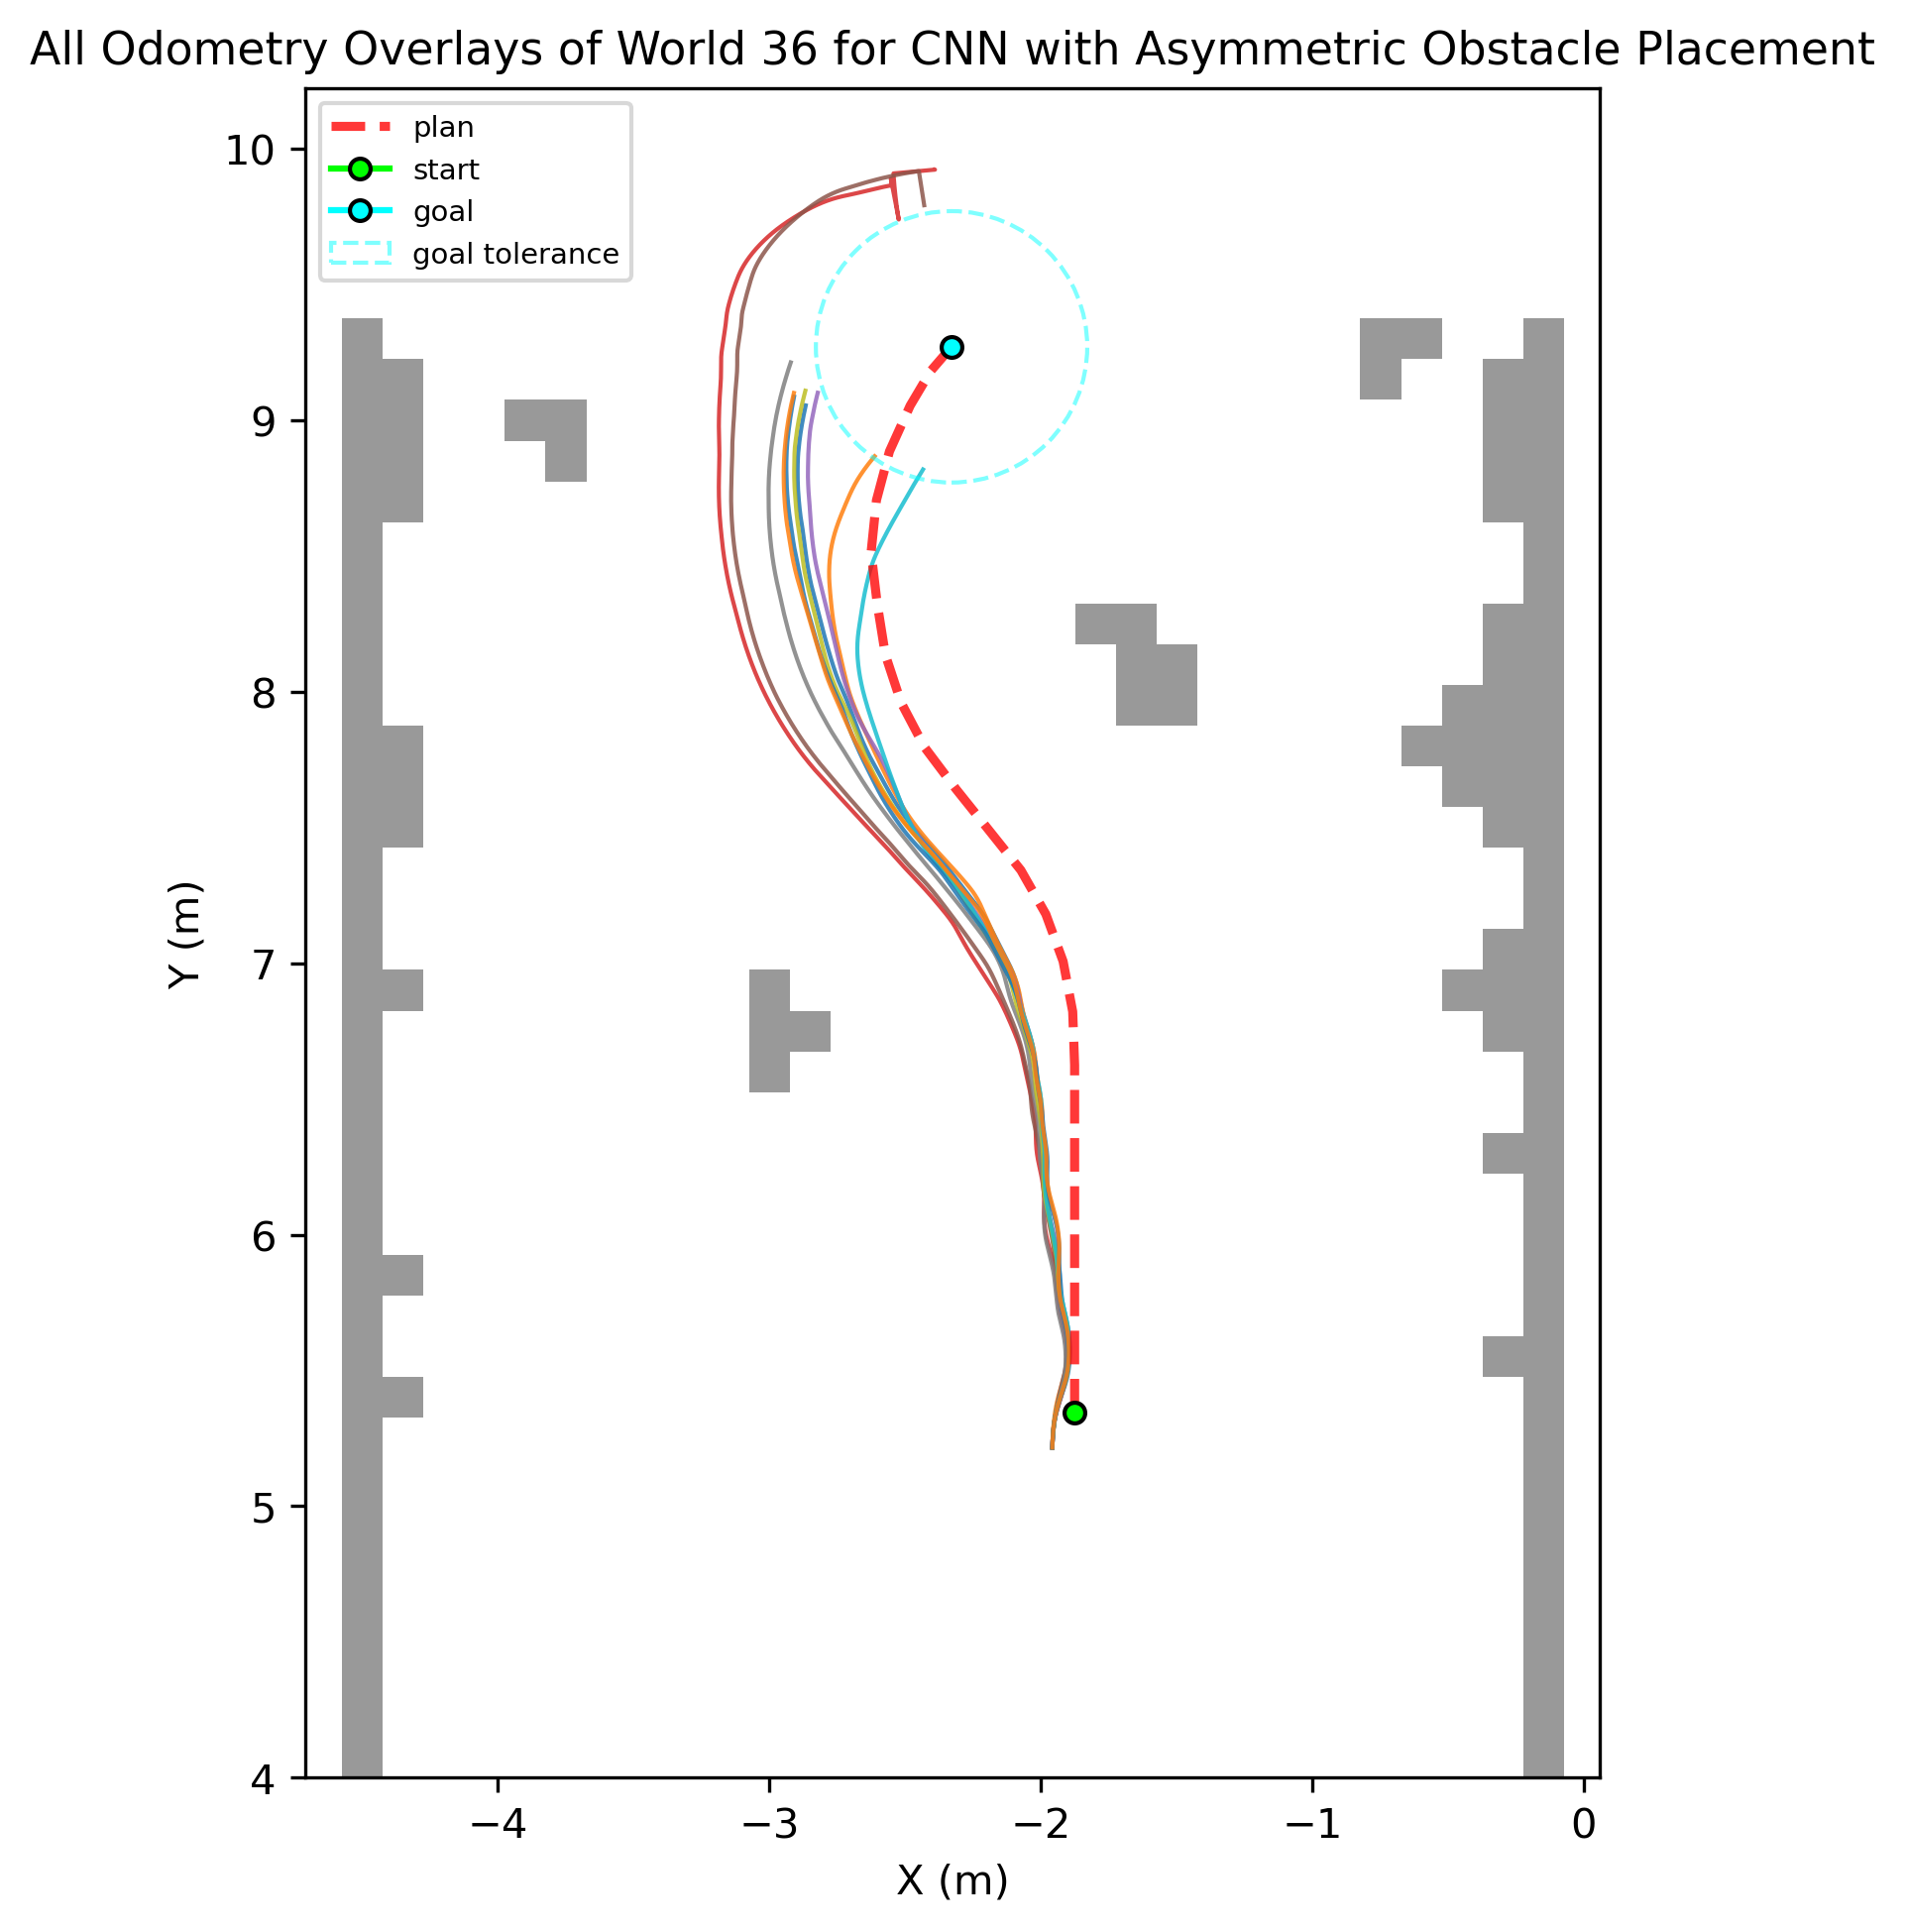 All Odometry Overlays of World 36 for CNN with Asymmetric Obstacle Placement
plan
start
goal
goal tolerance
10
9
8
7
6
5
4
Y (m)
−4
−3
−2
−1
0
X (m)